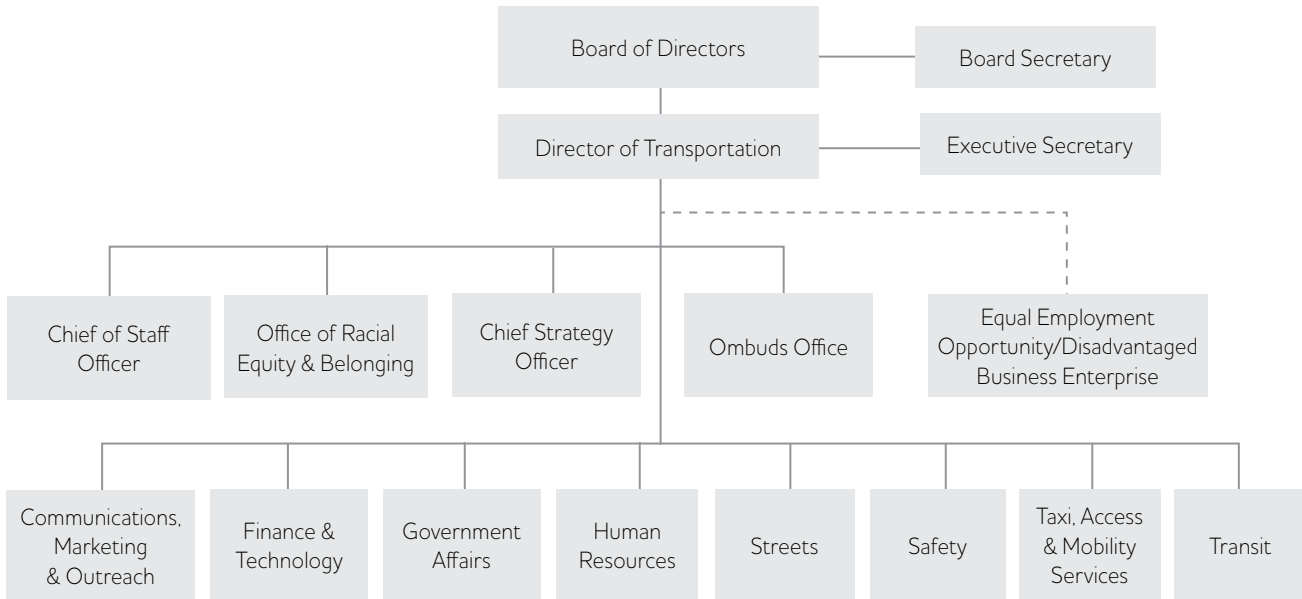 Board of Directors
Board Secretary
Director of Transportation
Executive Secretary
Chief of Staff
Officer
Office of Racial
Equity & Belonging
Chief Strategy
Officer
Ombuds Office
Equal Employment
Opportunity/Disadvantaged
Business Enterprise
Communications,
Marketing
& Outreach
Finance &
Technology
Government
Affairs
Human
Resources
Streets
Safety
Taxi, Access
& Mobility
Services
Transit